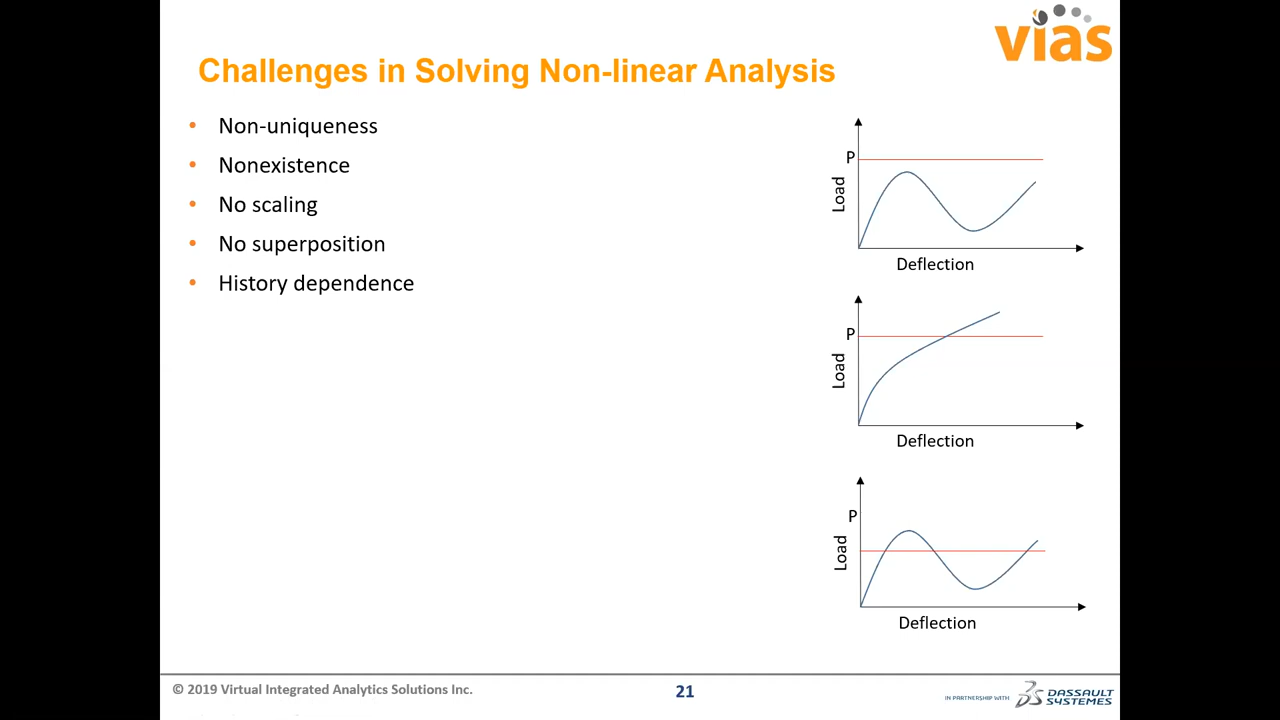 vias
Challenges in Solving Non-linear Analysis
• Non-uniqueness
• Nonexistence
• No scaling
• No superposition
• History dependence
P
Load
Deflection
P
Load
Deflection
P
Load
Deflection
© 2019 Virtual Integrated Analytics Solutions Inc.
21
IN PARTNERSHIP WITH
DASSAULT
SYSTEMES